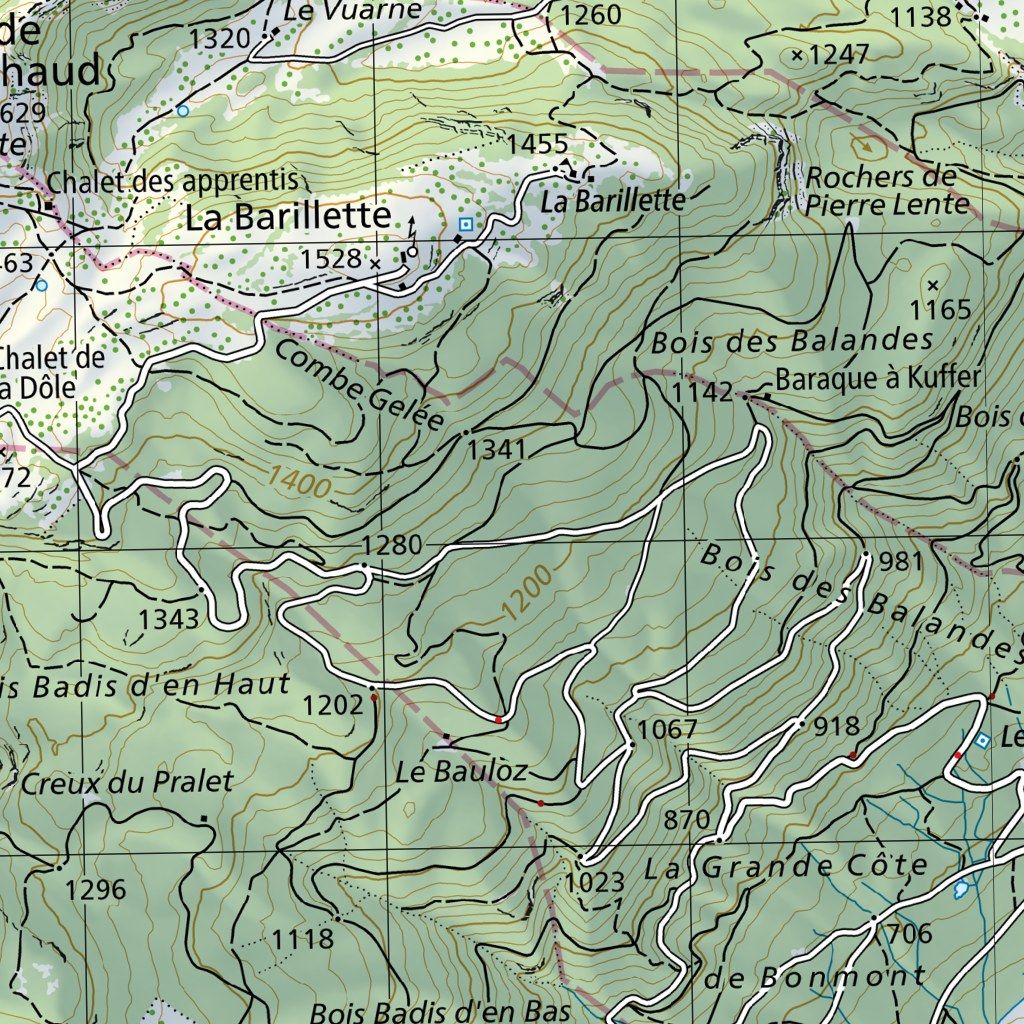 Le Vuarne
1260
1138
de
1320
1247
haud
629
te
1455
Chalet des apprentis
Rochers de
Pierre Lente
La Barillette
La Barillette
463
1528
1165
Bois des Balandes
Chalet de
a Dôle
Combe Gelée
1142
Baraque à Kuffer
Bois
1341
72
1400
1280
981
Bois des Balandes
1200
1343
is Badis d'en Haut
1202
1067
918
Le
Le Bauloz
Creux du Pralet
870
La Grande Côte
1023
1296
706
1118
de Bonmont
Bois Badis d'en Bas